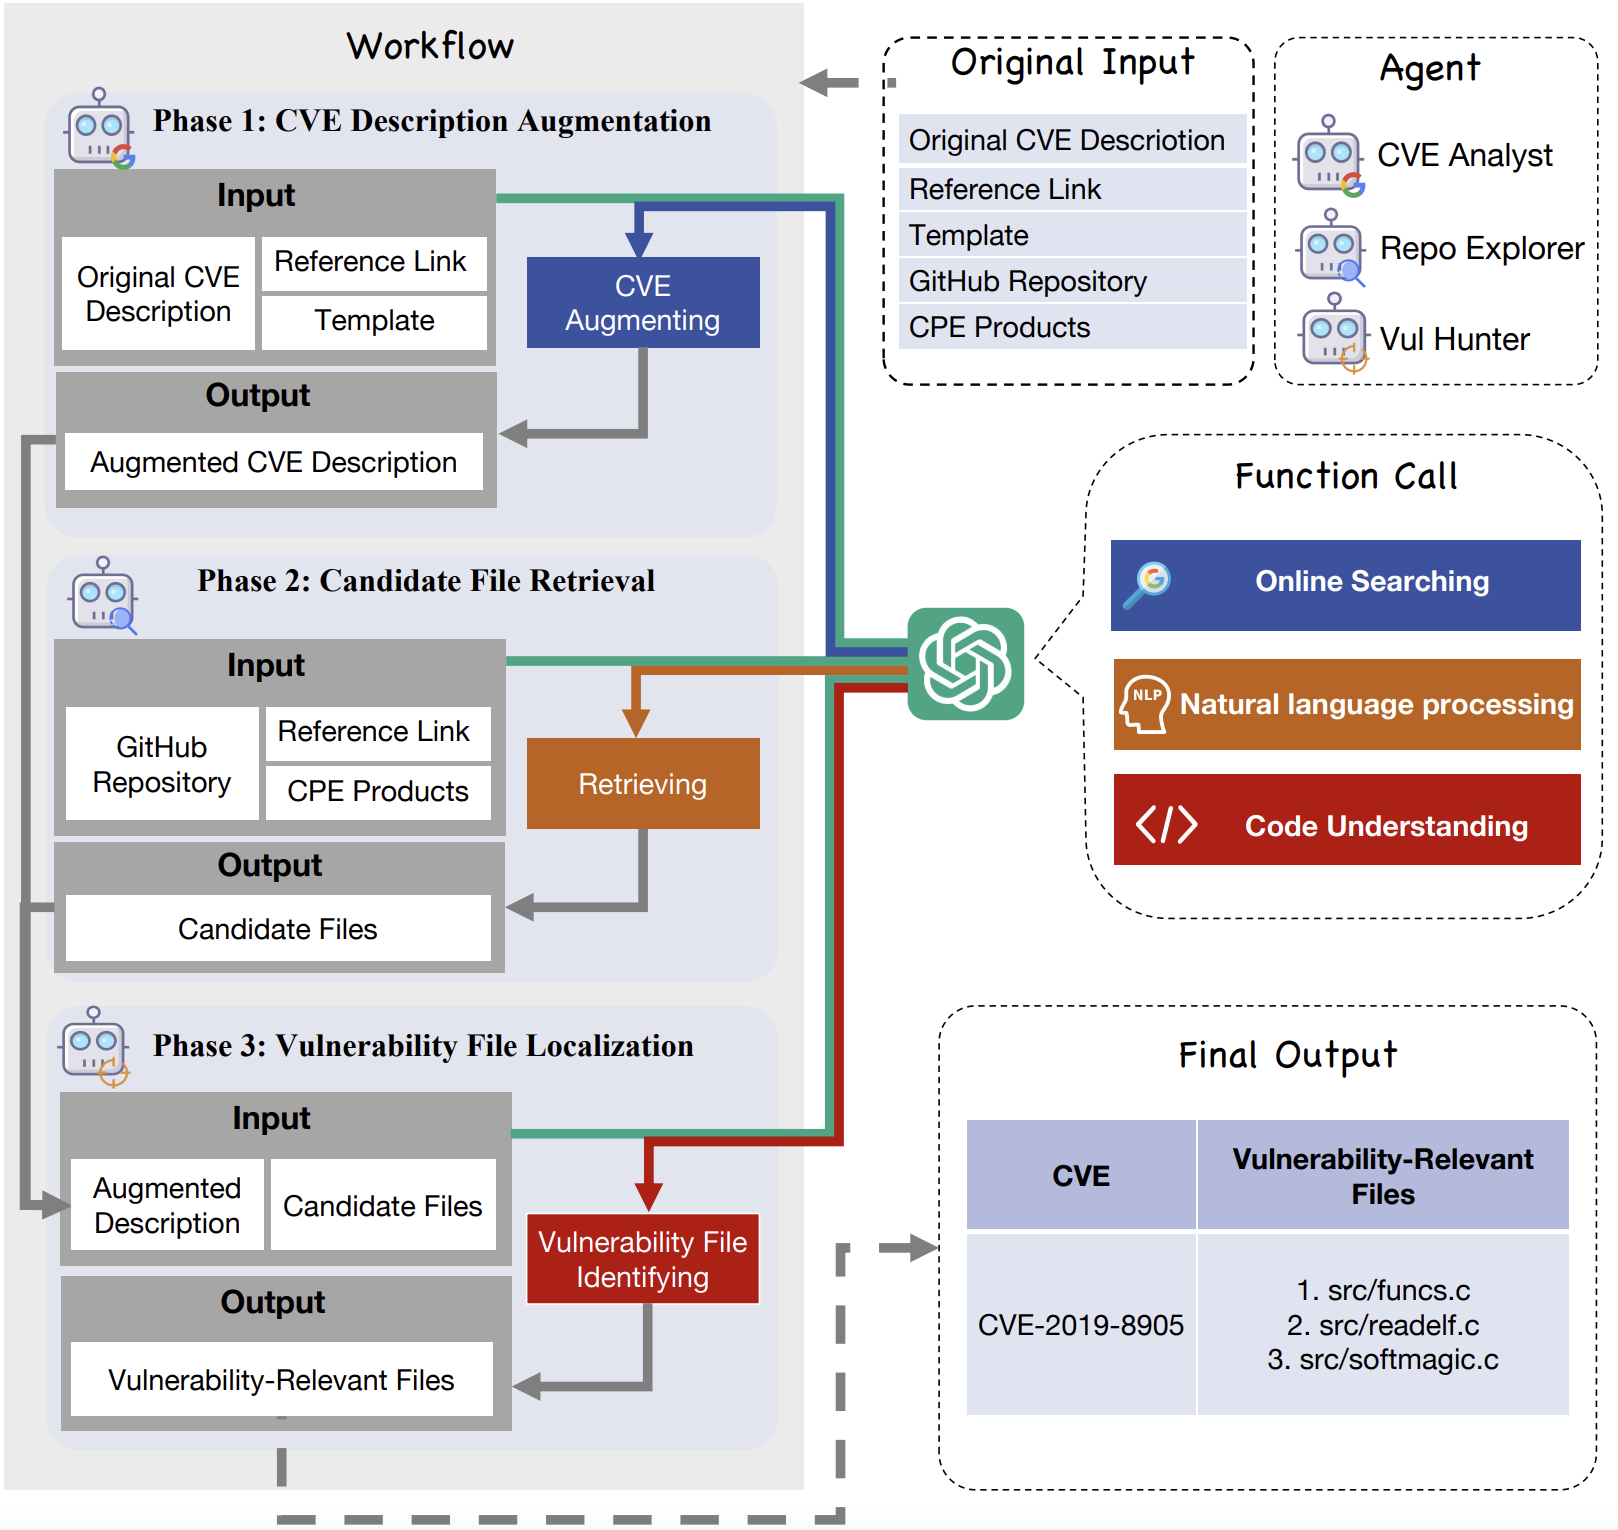 Workflow
Phase 1: CVE Description Augmentation
Input
Original CVE
Description
Reference Link
Template
CVE
Augmenting
Output
Augmented CVE Description
Phase 2: Candidate File Retrieval
Input
GitHub
Repository
Reference Link
CPE Products
Retrieving
Output
Candidate Files
Phase 3: Vulnerability File Localization
Input
Augmented
Description
Candidate Files
Vulnerability File
Identifying
Output
Vulnerability-Relevant Files
Original Input
Original CVE Descriotion
Reference Link
Template
GitHub Repository
CPE Products
Agent
CVE Analyst
Repo Explorer
Vul Hunter
Function Call
G
Online Searching
NLP
Natural language processing
</>
Code Understanding
Final Output
CVE
Vulnerability-Relevant
Files
CVE-2019-8905
1. src/funcs.c
2. src/readelf.c
3. src/softmagic.c